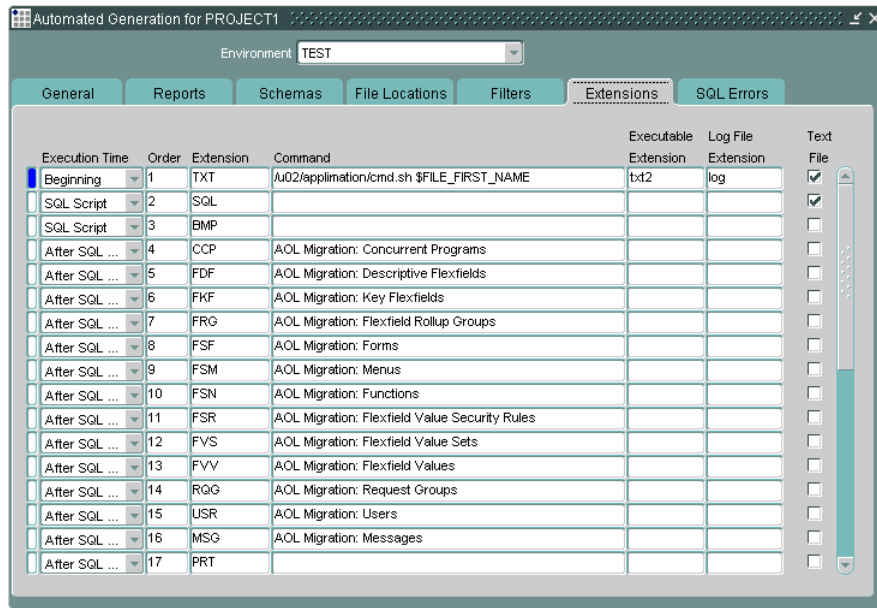 Automated Generation for PROJECT1
Environment TEST
General Reports Schemas File Locations Filters Extensions SQL Errors
Executable Log File Text
Execution Time Order Extension Command Extension Extension File
Beginning 1 TXT /u02/applimation/cmd.sh $FILE_FIRST_NAME txt2 log
SQL Script 2 SQL
SQL Script 3 BMP
After SQL ... 4 CCP AOL Migration: Concurrent Programs
After SQL ... 5 FDF AOL Migration: Descriptive Flexfields
After SQL ... 6 FKF AOL Migration: Key Flexfields
After SQL ... 7 FRG AOL Migration: Flexfield Rollup Groups
After SQL ... 8 FSF AOL Migration: Forms
After SQL ... 9 FSM AOL Migration: Menus
After SQL ... 10 FSN AOL Migration: Functions
After SQL ... 11 FSR AOL Migration: Flexfield Value Security Rules
After SQL ... 12 FVS AOL Migration: Flexfield Value Sets
After SQL ... 13 FVV AOL Migration: Flexfield Values
After SQL ... 14 RQG AOL Migration: Request Groups
After SQL ... 15 USR AOL Migration: Users
After SQL ... 16 MSG AOL Migration: Messages
After SQL ... 17 PRT